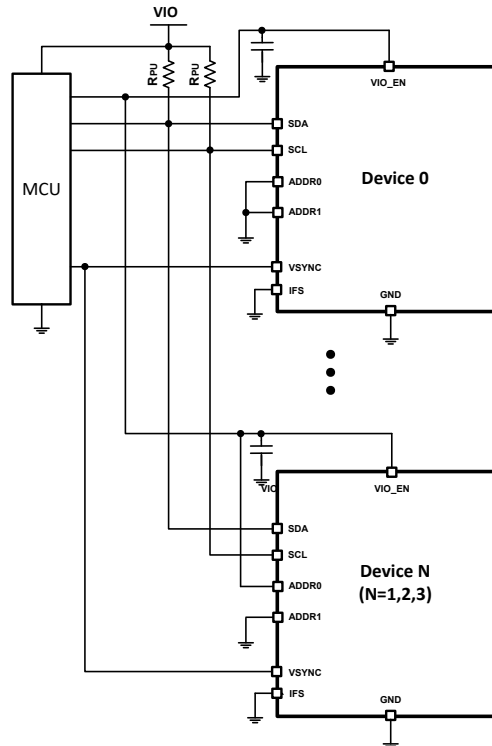 VIO
RPU
RPU
VIO_EN
SDA
SCL
MCU
Device 0
ADDR0
ADDR1
VSYNC
IFS
GND
VIO
VIO_EN
SDA
SCL
Device N
(N=1,2,3)
ADDR0
ADDR1
VSYNC
IFS
GND